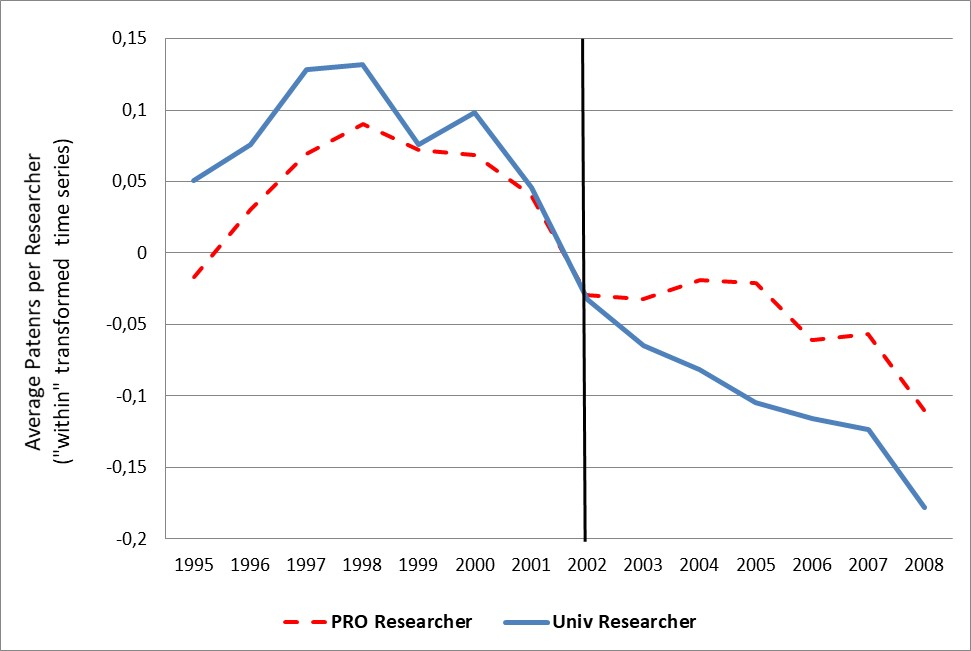 Average Patenrs per Researcher
("within" transformed time series)
0,15
0,1
0,05
0
-0,05
-0,1
-0,15
-0,2
1995 1996 1997 1998 1999 2000 2001 2002 2003 2004 2005 2006 2007 2008
PRO Researcher Univ Researcher